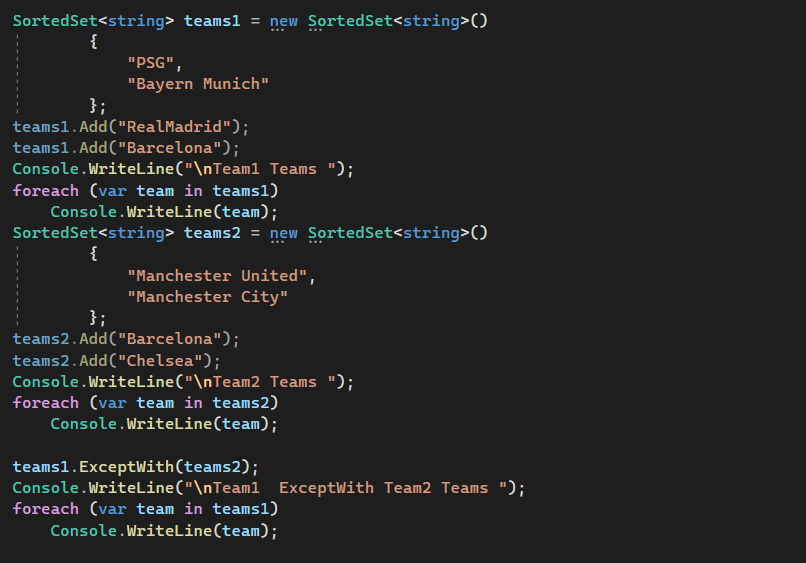 SortedSet<string> teams1 = new SortedSet<string>()
        {
            "PSG",
            "Bayern Munich"
        };
teams1.Add("RealMadrid");
teams1.Add("Barcelona");
Console.WriteLine("\nTeam1 Teams ");
foreach (var team in teams1)
    Console.WriteLine(team);
SortedSet<string> teams2 = new SortedSet<string>()
        {
            "Manchester United",
            "Manchester City"
        };
teams2.Add("Barcelona");
teams2.Add("Chelsea");
Console.WriteLine("\nTeam2 Teams ");
foreach (var team in teams2)
    Console.WriteLine(team);

teams1.ExceptWith(teams2);
Console.WriteLine("\nTeam1  ExceptWith Team2 Teams ");
foreach (var team in teams1)
    Console.WriteLine(team);